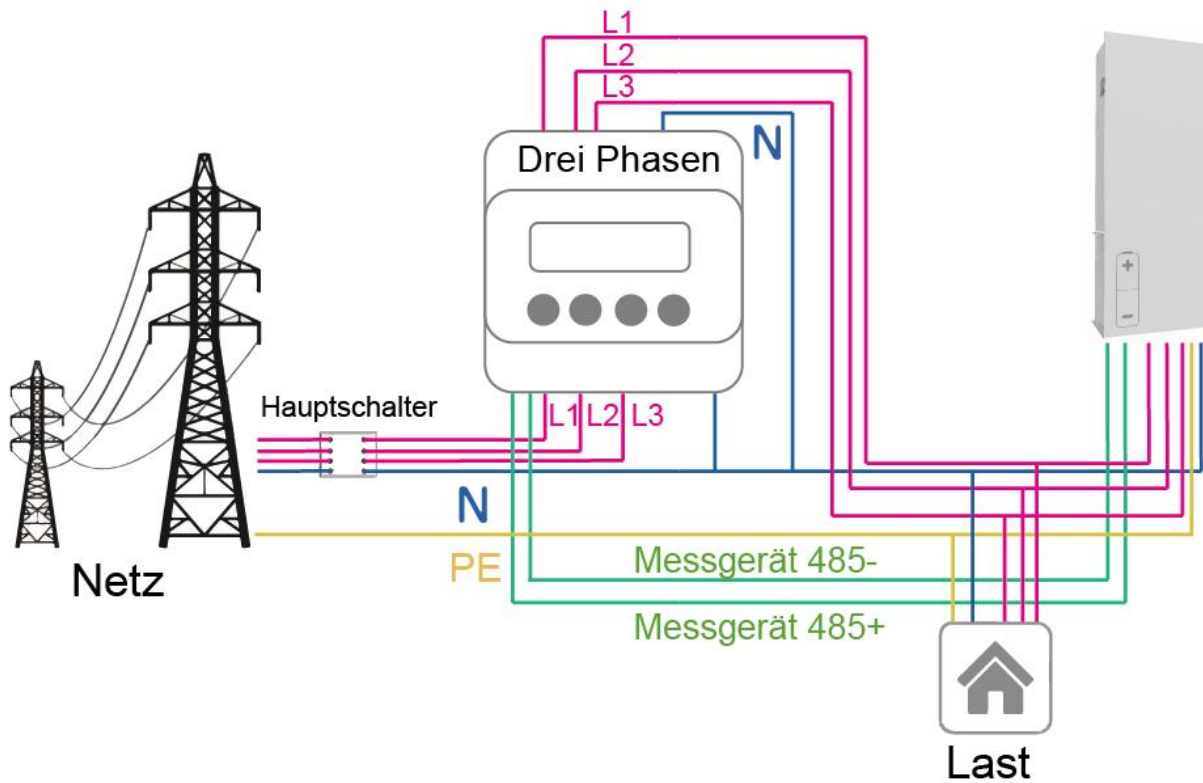 L1
L2
L3
N
Drei Phasen
L1 L2 L3
Hauptschalter
N
PE
Netz
Messgerät 485-
Messgerät 485+
Last